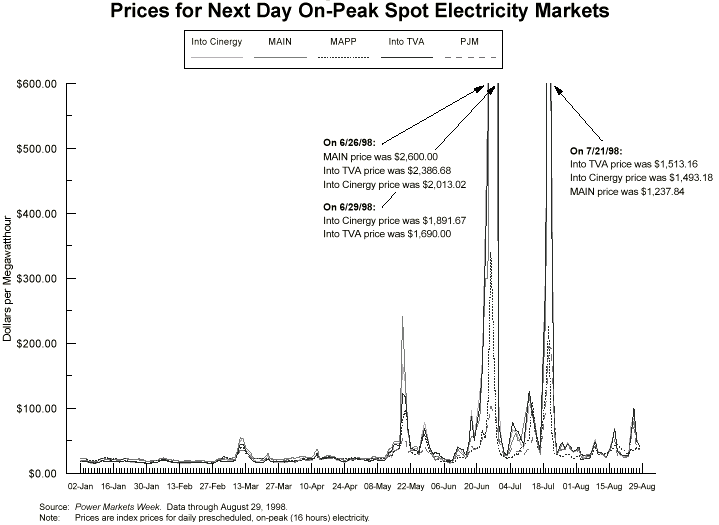 Prices for Next Day On-Peak Spot Electricity Markets
Into Cinergy MAIN MAPP Into TVA PJM
$600.00
$500.00
$400.00
$300.00
$200.00
$100.00
$0.00
Dollars per Megawatthour
On 6/26/98:
MAIN price was $2,600.00
Into TVA price was $2,386.68
Into Cinergy price was $2,013.02
On 6/29/98:
Into Cinergy price was $1,891.67
Into TVA price was $1,690.00
On 7/21/98:
Into TVA price was $1,513.16
Into Cinergy price was $1,493.18
MAIN price was $1,237.84
02-Jan 16-Jan 30-Jan 13-Feb 27-Feb 13-Mar 27-Mar 10-Apr 24-Apr 08-May 22-May 06-Jun 20-Jun 04-Jul 18-Jul 01-Aug 15-Aug 29-Aug
Source: Power Markets Week. Data through August 29, 1998.
Note: Prices are index prices for daily prescheduled, on-peak (16 hours) electricity.